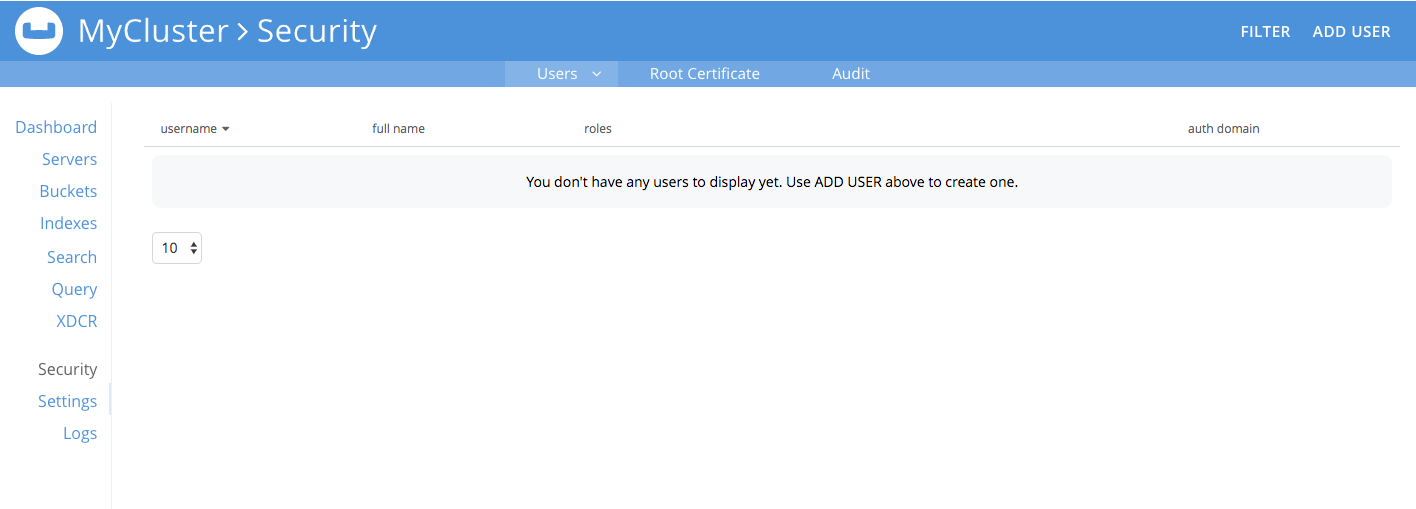 MyCluster > Security
FILTER ADD USER
Users Root Certificate Audit
Dashboard
Servers
Buckets
Indexes
Search
Query
XDCR
Security
Settings
Logs
username full name roles auth domain
You don't have any users to display yet. Use ADD USER above to create one.
10